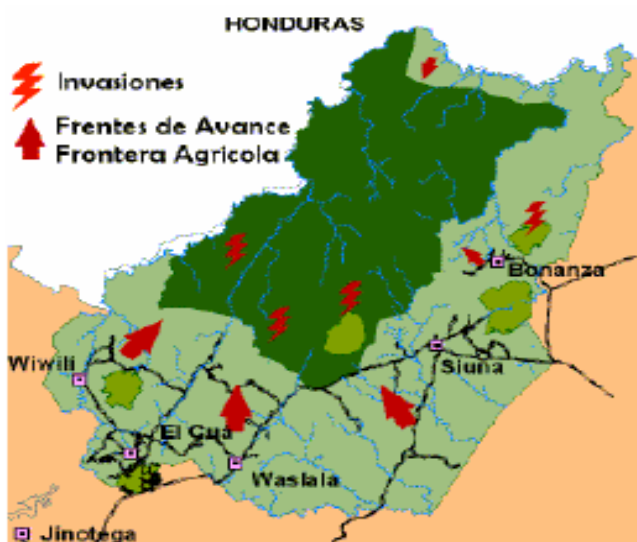 HONDURAS
Invasiones
Frentes de Avance
Frontera Agricola
Bonanza
Wiwili
Siuna
El Cua
Waslala
Jinotega